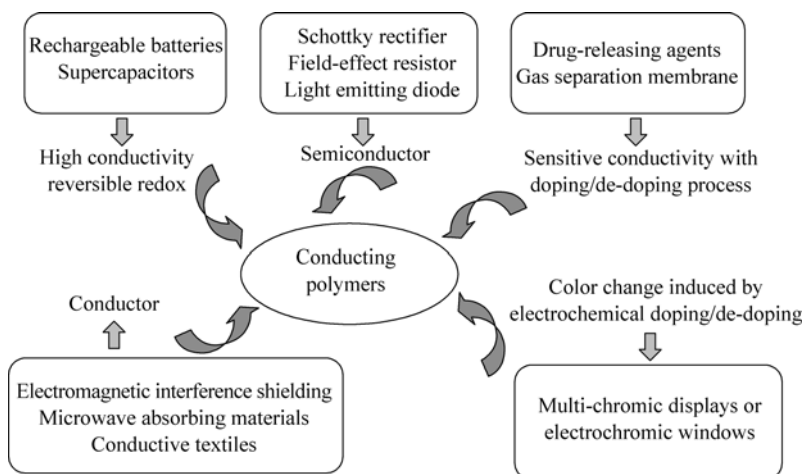 Rechargeable batteries
Supercapacitors
Schottky rectifier
Field-effect resistor
Light emitting diode
Drug-releasing agents
Gas separation membrane
High conductivity
reversible redox
Semiconductor
Sensitive conductivity with
doping/de-doping process
Conducting
polymers
Conductor
Color change induced by
electrochemical doping/de-doping
Electromagnetic interference shielding
Microwave absorbing materials
Conductive textiles
Multi-chromic displays or
electrochromic windows